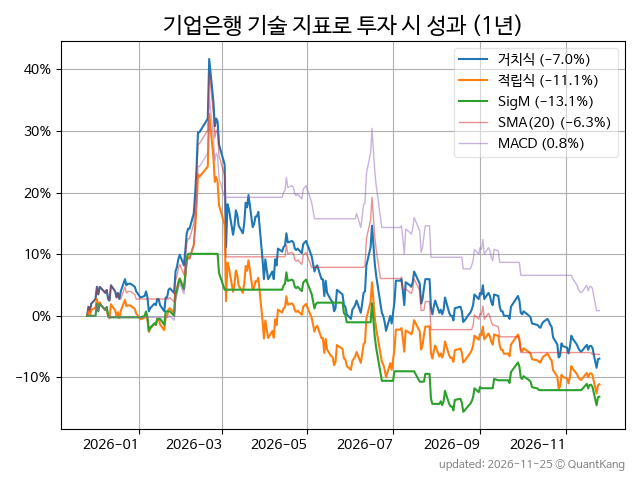 기업은행 기술 지표로 투자 시 성과 (1년)
거치식 (−7.0%)
적립식 (−11.1%)
SigM (−13.1%)
SMA(20) (−6.3%)
MACD (0.8%)
40%
30%
20%
10%
0%
−10%
2026-01 2026-03 2026-05 2026-07 2026-09 2026-11
updated: 2026-11-25 © QuantKang